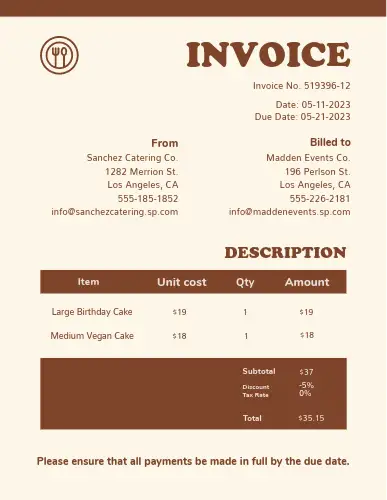 INVOICE
Invoice No. 519396-12
Date: 05-11-2023
Due Date: 05-21-2023
From
Sanchez Catering Co.
1282 Merrion St.
Los Angeles, CA
555-185-1852
info@sanchezcatering.sp.com
Billed to
Madden Events Co.
196 Perlson St.
Los Angeles, CA
555-226-2181
info@maddenevents.sp.com
DESCRIPTION
Item Unit cost Qty Amount
Large Birthday Cake $19 1 $19
Medium Vegan Cake $18 1 $18
Subtotal $37
Discount -5%
Tax Rate 0%
Total $35.15
Please ensure that all payments be made in full by the due date.